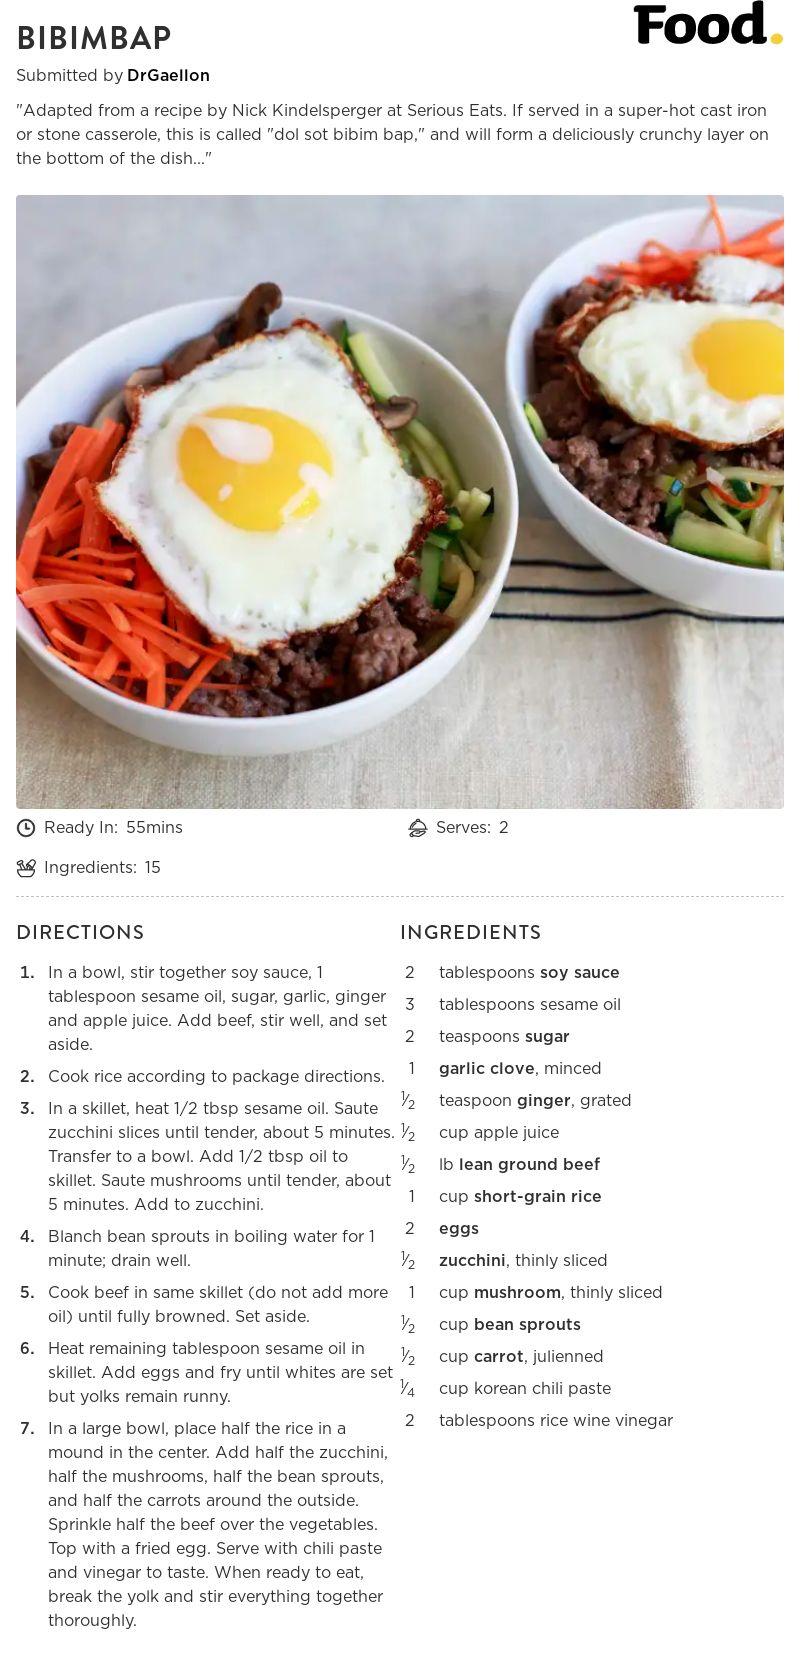 BIBIMBAP
Food.
Submitted by DrGaellon
"Adapted from a recipe by Nick Kindelsperger at Serious Eats. If served in a super-hot cast iron
or stone casserole, this is called "dol sot bibim bap," and will form a deliciously crunchy layer on
the bottom of the dish..."
Ready In: 55mins
Serves: 2
Ingredients: 15
DIRECTIONS
1. In a bowl, stir together soy sauce, 1
tablespoon sesame oil, sugar, garlic, ginger
and apple juice. Add beef, stir well, and set
aside.
2. Cook rice according to package directions.
3. In a skillet, heat 1/2 tbsp sesame oil. Saute
zucchini slices until tender, about 5 minutes.
Transfer to a bowl. Add 1/2 tbsp oil to
skillet. Saute mushrooms until tender, about
5 minutes. Add to zucchini.
4. Blanch bean sprouts in boiling water for 1
minute; drain well.
5. Cook beef in same skillet (do not add more
oil) until fully browned. Set aside.
6. Heat remaining tablespoon sesame oil in
skillet. Add eggs and fry until whites are set
but yolks remain runny.
7. In a large bowl, place half the rice in a
mound in the center. Add half the zucchini,
half the mushrooms, half the bean sprouts,
and half the carrots around the outside.
Sprinkle half the beef over the vegetables.
Top with a fried egg. Serve with chili paste
and vinegar to taste. When ready to eat,
break the yolk and stir everything together
thoroughly.
INGREDIENTS
2 tablespoons soy sauce
3 tablespoons sesame oil
2 teaspoons sugar
1 garlic clove, minced
1⁄2 teaspoon ginger, grated
1⁄2 cup apple juice
1⁄2 lb lean ground beef
1 cup short-grain rice
2 eggs
1⁄2 zucchini, thinly sliced
1 cup mushroom, thinly sliced
1⁄2 cup bean sprouts
1⁄2 cup carrot, julienned
1⁄4 cup korean chili paste
2 tablespoons rice wine vinegar